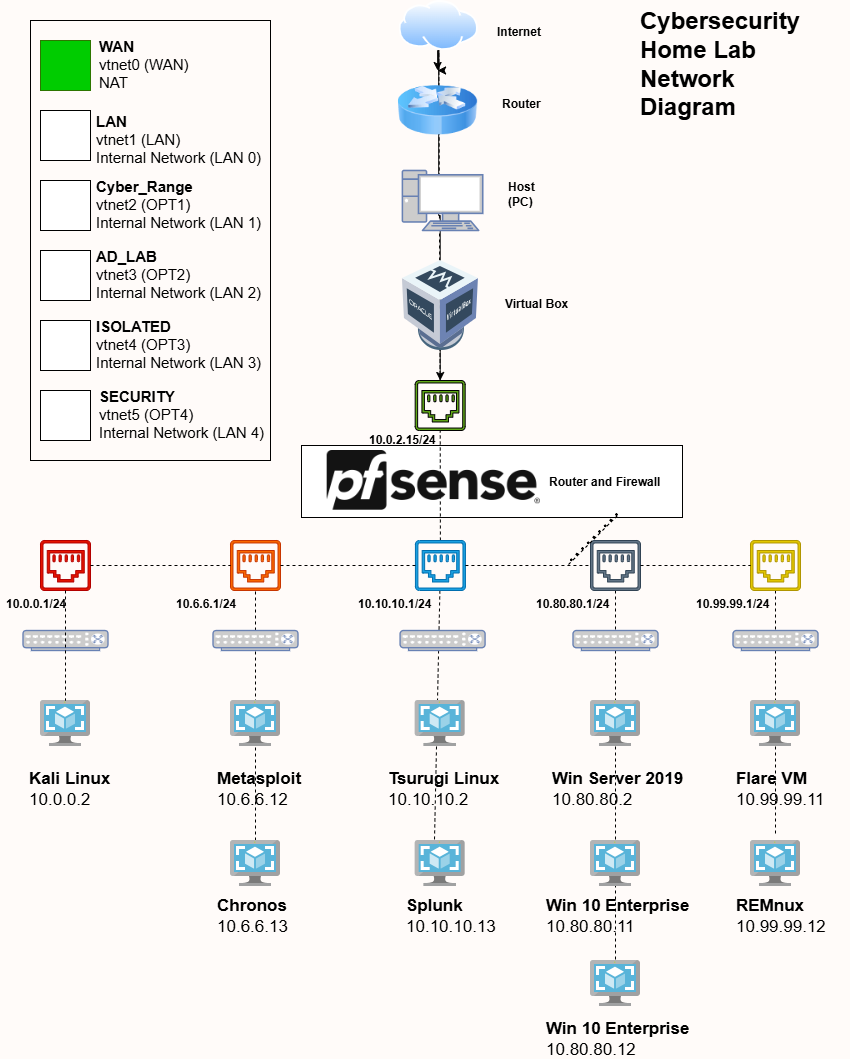 Cybersecurity
Home Lab
Network
Diagram
WAN
vtnet0 (WAN)
NAT
LAN
vtnet1 (LAN)
Internal Network (LAN 0)
Cyber_Range
vtnet2 (OPT1)
Internal Network (LAN 1)
AD_LAB
vtnet3 (OPT2)
Internal Network (LAN 2)
ISOLATED
vtnet4 (OPT3)
Internal Network (LAN 3)
SECURITY
vtnet5 (OPT4)
Internal Network (LAN 4)
Internet
Router
Host
(PC)
ORACLE
VirtualBox
Virtual Box
10.0.2.15/24
pfsense®
Router and Firewall
10.0.0.1/24
10.6.6.1/24
10.10.10.1/24
10.80.80.1/24
10.99.99.1/24
Kali Linux
10.0.0.2
Metasploit
10.6.6.12
Tsurugi Linux
10.10.10.2
Win Server 2019
10.80.80.2
Flare VM
10.99.99.11
Chronos
10.6.6.13
Splunk
10.10.10.13
Win 10 Enterprise
10.80.80.11
REMnux
10.99.99.12
Win 10 Enterprise
10.80.80.12